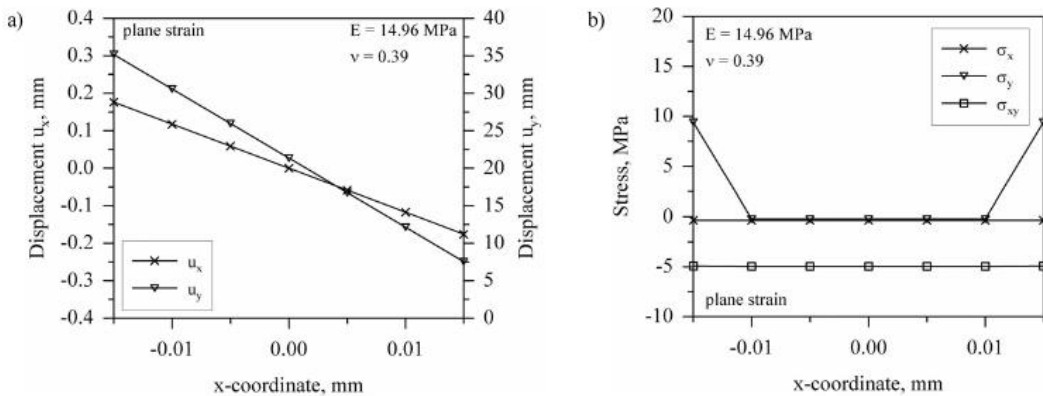 a)
plane strain
E = 14.96 MPa
ν = 0.39
Displacement uₓ, mm
0.4
0.3
0.2
0.1
0.0
-0.1
-0.2
-0.3
-0.4
40
35
30
25
20
15
10
5
0
Displacement u_y, mm
uₓ
u_y
-0.01 0.00 0.01
x-coordinate, mm
b)
E = 14.96 MPa
ν = 0.39
σₓ
σ_y
σ_xy
Stress, MPa
20
15
10
5
0
-5
-10
plane strain
-0.01 0.00 0.01
x-coordinate, mm